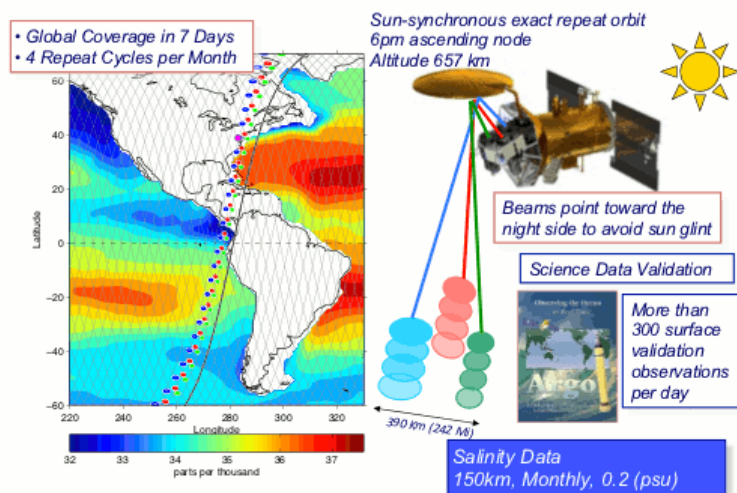 • Global Coverage in 7 Days
• 4 Repeat Cycles per Month
Sun-synchronous exact repeat orbit
6pm ascending node
Altitude 657 km
Beams point toward the
night side to avoid sun glint
Science Data Validation
Observing the Ocean
Argo
More than
300 surface
validation
observations
per day
Latitude
60
40
20
0
-20
-40
-60
220 240 260 280 300 320
Longitude
32 33 34 35 36 37
parts per thousand
390 km (242 Mi)
Salinity Data
150km, Monthly, 0.2 (psu)